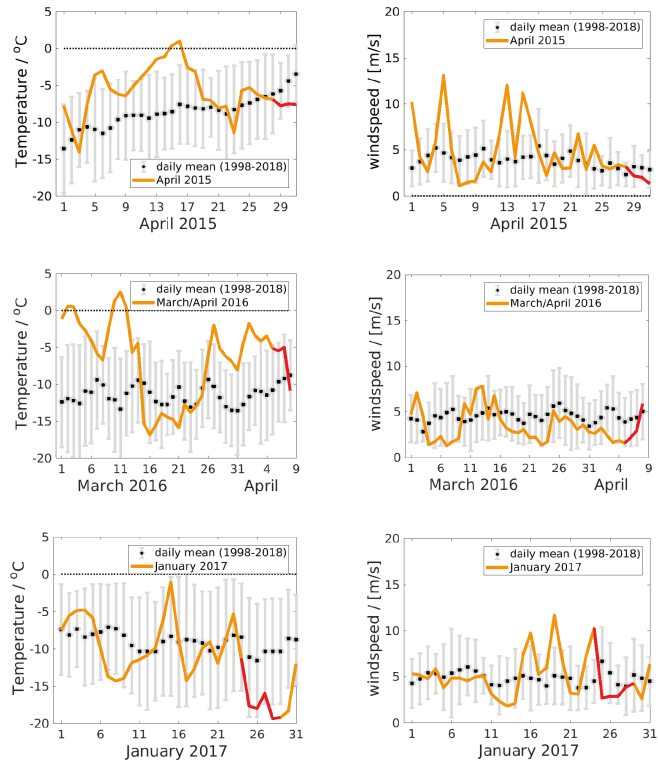 5
0
-5
-10
-15
-20
Temperature / °C
daily mean (1998-2018)
April 2015
1 5 9 13 17 21 25 29
April 2015
20
15
10
5
0
windspeed / [m/s]
daily mean (1998-2018)
April 2015
1 5 9 13 17 21 25 29
April 2015
5
0
-5
-10
-15
-20
Temperature / °C
daily mean (1998-2018)
March/April 2016
1 6 11 16 21 26 31 4 9
March 2016 April
20
15
10
5
0
windspeed / [m/s]
daily mean (1998-2018)
March/April 2016
1 6 11 16 21 26 31 4 9
March 2016 April
5
0
-5
-10
-15
-20
Temperature / °C
daily mean (1998-2018)
January 2017
1 6 11 16 21 26 31
January 2017
20
15
10
5
0
windspeed / [m/s]
daily mean (1998-2018)
January 2017
1 6 11 16 21 26 31
January 2017